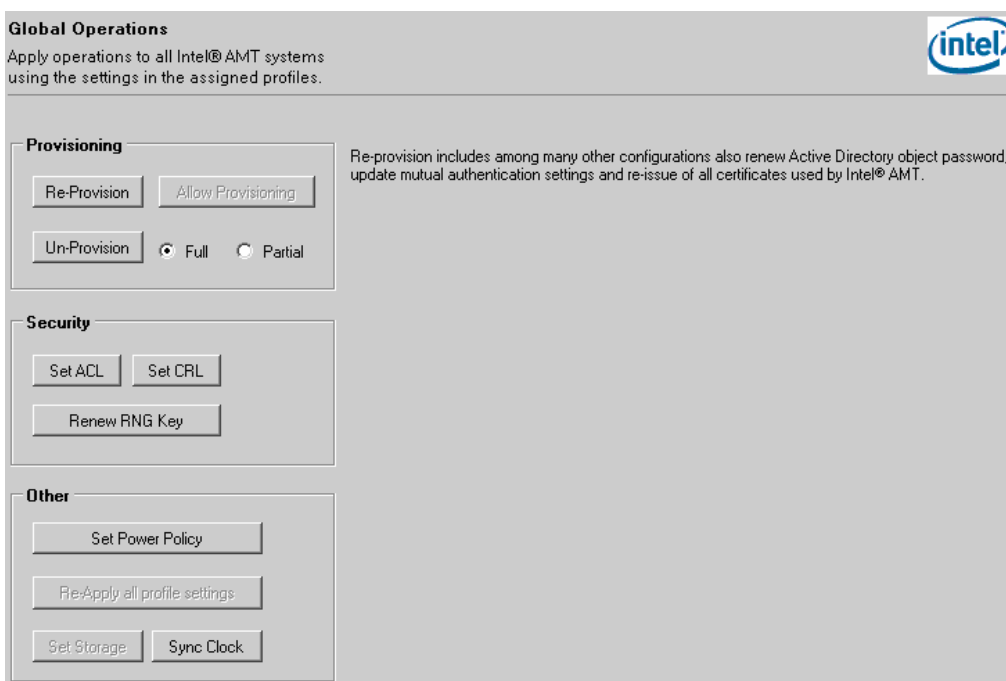 Global Operations
Apply operations to all Intel® AMT systems
using the settings in the assigned profiles.
intel
Provisioning
Re-Provision
Allow Provisioning
Un-Provision
Full
Partial
Re-provision includes among many other configurations also renew Active Directory object password,
update mutual authentication settings and re-issue of all certificates used by Intel® AMT.
Security
Set ACL
Set CRL
Renew RNG Key
Other
Set Power Policy
Re-Apply all profile settings
Set Storage
Sync Clock